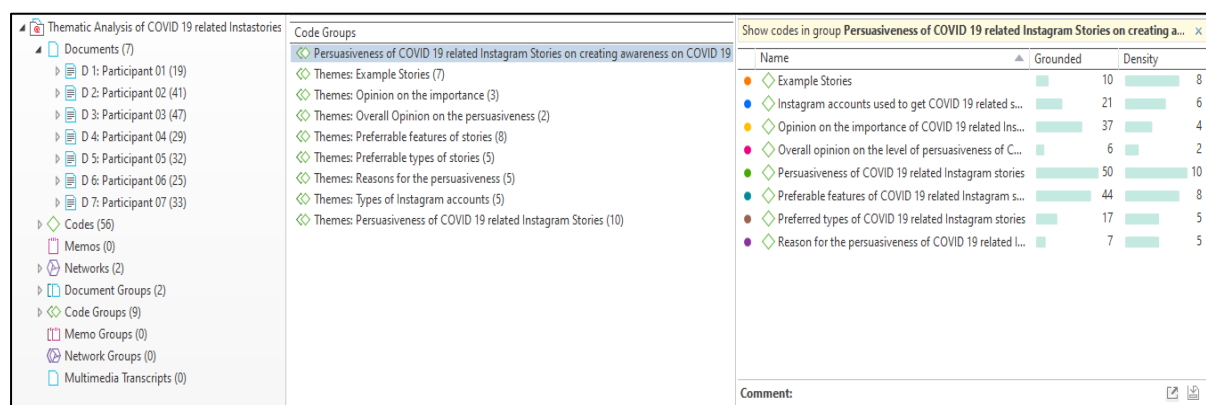 Thematic Analysis of COVID 19 related Instastories
Documents (7)
D 1: Participant 01 (19)
D 2: Participant 02 (41)
D 3: Participant 03 (47)
D 4: Participant 04 (29)
D 5: Participant 05 (32)
D 6: Participant 06 (25)
D 7: Participant 07 (33)
Codes (56)
Memos (0)
Networks (2)
Document Groups (2)
Code Groups (9)
Memo Groups (0)
Network Groups (0)
Multimedia Transcripts (0)
Code Groups
Persuasiveness of COVID 19 related Instagram Stories on creating awareness on COVID 19
Themes: Example Stories (7)
Themes: Opinion on the importance (3)
Themes: Overall Opinion on the persuasiveness (2)
Themes: Preferrable features of stories (8)
Themes: Preferrable types of stories (5)
Themes: Reasons for the persuasiveness (5)
Themes: Types of Instagram accounts (5)
Themes: Persuasiveness of COVID 19 related Instagram Stories (10)
Show codes in group Persuasiveness of COVID 19 related Instagram Stories on creating a... ×
Name Grounded Density
Example Stories 10 8
Instagram accounts used to get COVID 19 related s... 21 6
Opinion on the importance of COVID 19 related Ins... 37 4
Overall opinion on the level of persuasiveness of C... 6 2
Persuasiveness of COVID 19 related Instagram stories 50 10
Preferable features of COVID 19 related Instagram s... 44 8
Preferred types of COVID 19 related Instagram stories 17 5
Reason for the persuasiveness of COVID 19 related I... 7 5
Comment: